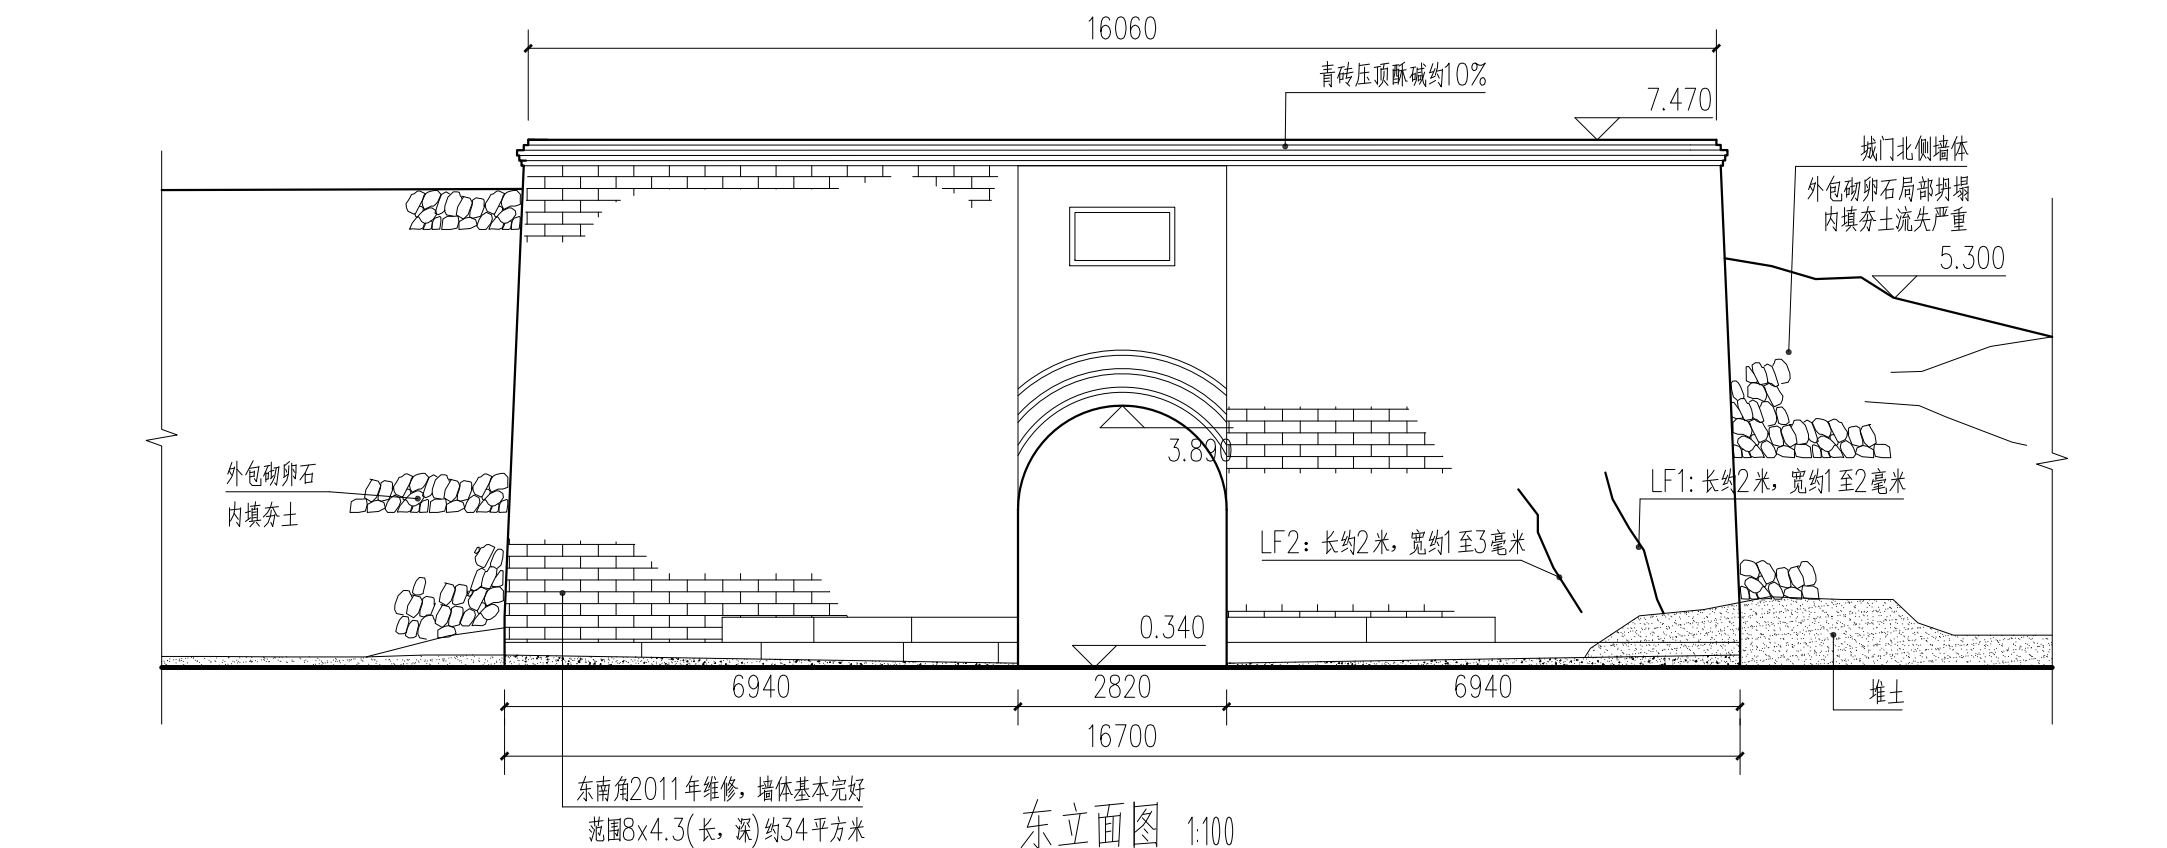 16060
青砖压顶酥碱约10%
7.470
城门北侧墙体
外包砌卵石局部坍塌
内填夯土流失严重
5.300
3.890
外包砌卵石
内填夯土
LF1：长约2米，宽约1至2毫米
LF2：长约2米，宽约1至3毫米
0.340
6940
2820
6940
堆土
16700
东南角2011年维修，墙体基本完好
范围8x4.3(长，深)约34平方米
东立面图 1:100